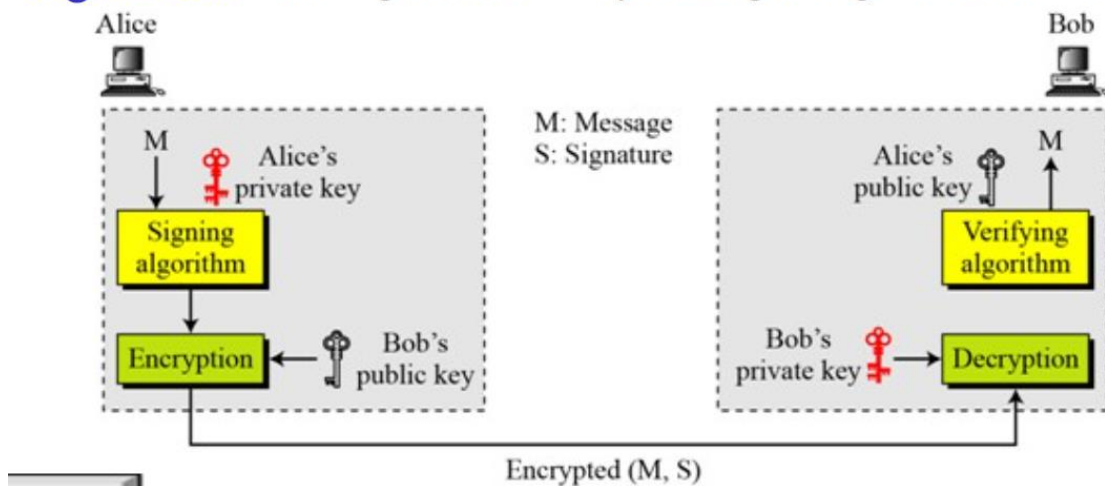 Alice
Bob
M
Alice's
private key
Signing
algorithm
Encryption
Bob's
public key
M: Message
S: Signature
Alice's
public key
M
Verifying
algorithm
Bob's
private key
Decryption
Encrypted (M, S)